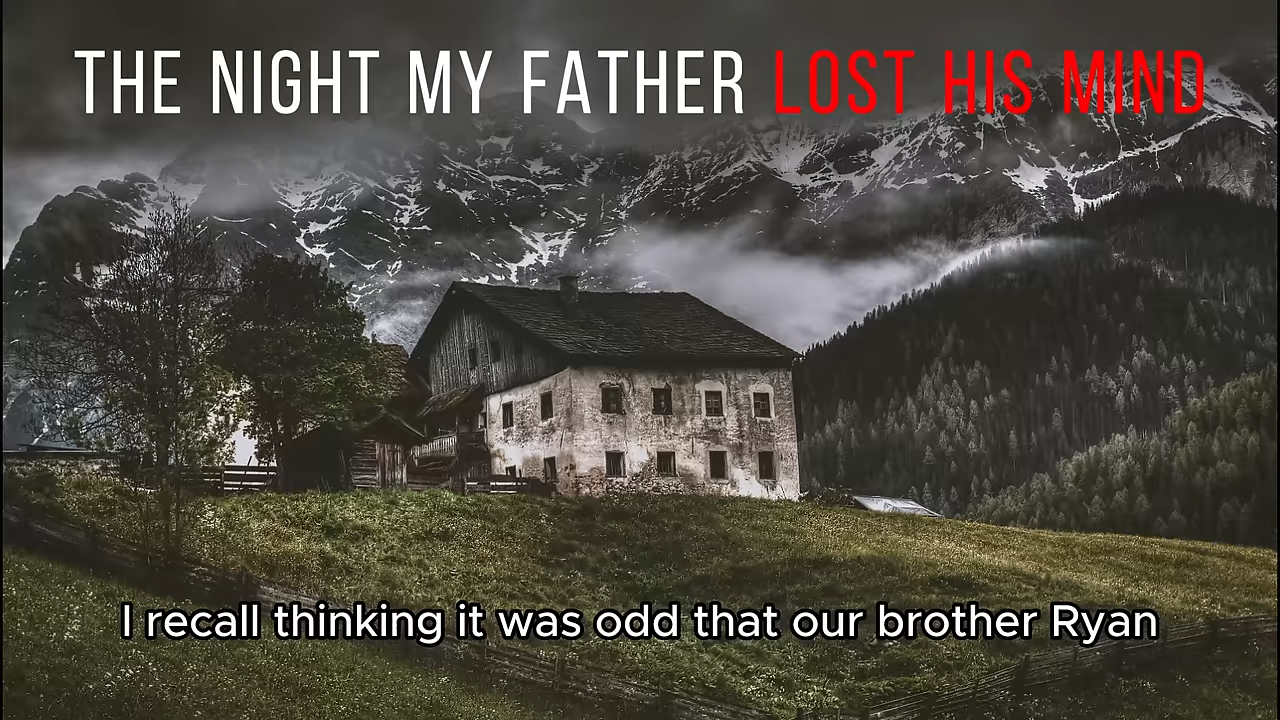 THE NIGHT MY FATHER LOST HIS MIND
I recall thinking it was odd that our brother Ryan